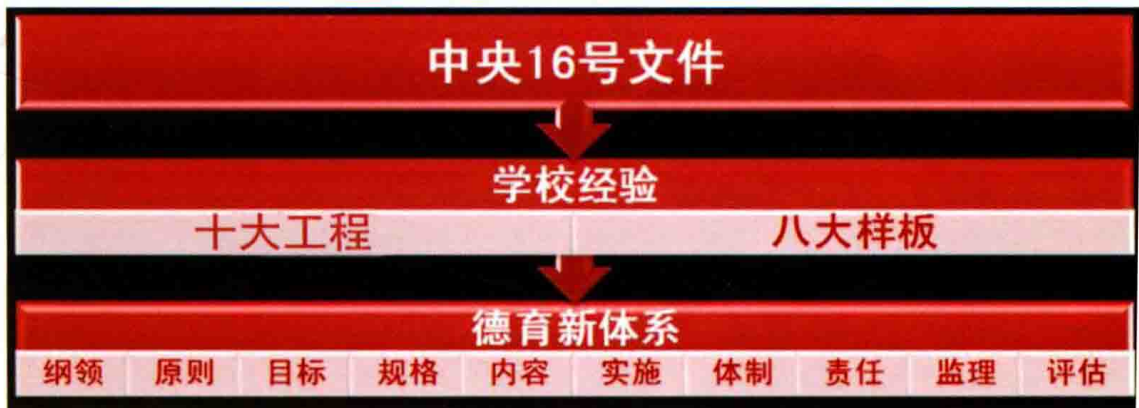 中央16号文件
学校经验
十大工程 八大样板
德育新体系
纲领 原则 目标 规格 内容 实施 体制 责任 监理 评估